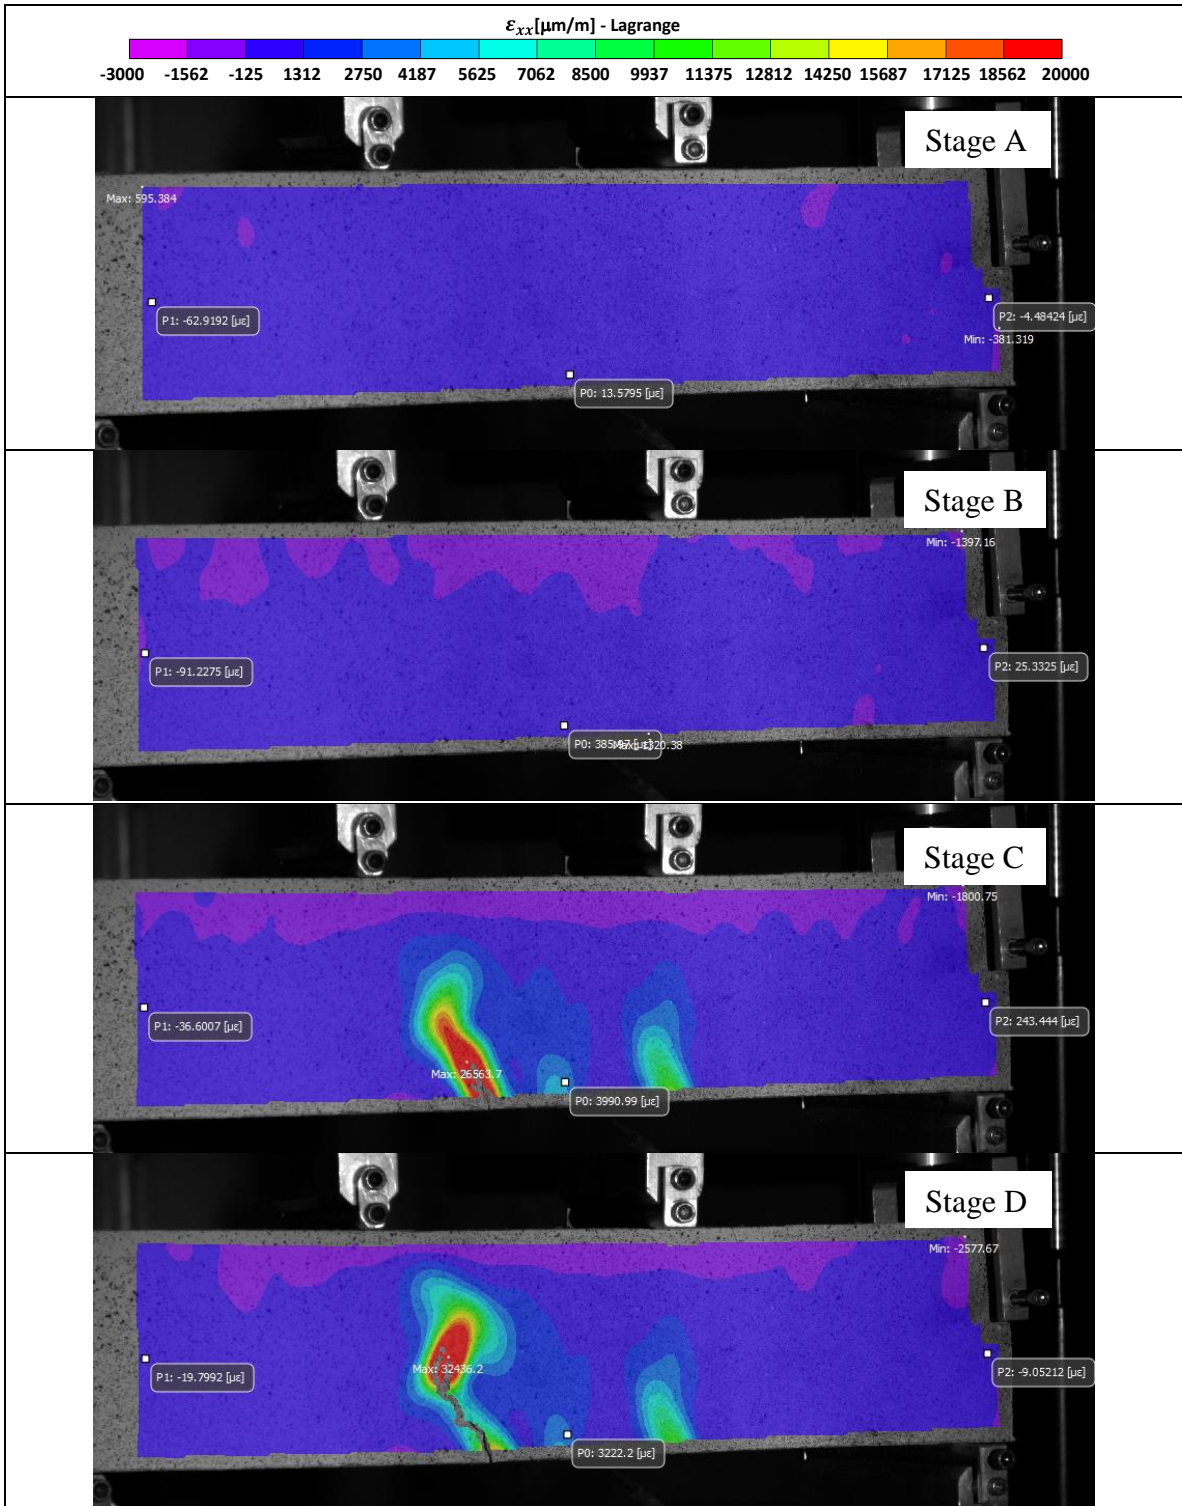 εxx[μm/m] - Lagrange
-3000 -1562 -125 1312 2750 4187 5625 7062 8500 9937 11375 12812 14250 15687 17125 18562 20000
Stage A
Max: 595.384
P1: -62.9192 [με]
P2: -4.48424 [με]
Min: -381.319
P0: 13.5795 [με]
Stage B
Min: -1397.16
P1: -91.2275 [με]
P2: 25.3325 [με]
Stage C
Min: -1800.75
P1: -36.6007 [με]
P2: 243.444 [με]
Max: 26563.7
P0: 3990.99 [με]
Stage D
Min: -2577.67
P1: -19.7992 [με]
Max: 32436.2
P2: -9.05212 [με]
P0: 3222.2 [με]